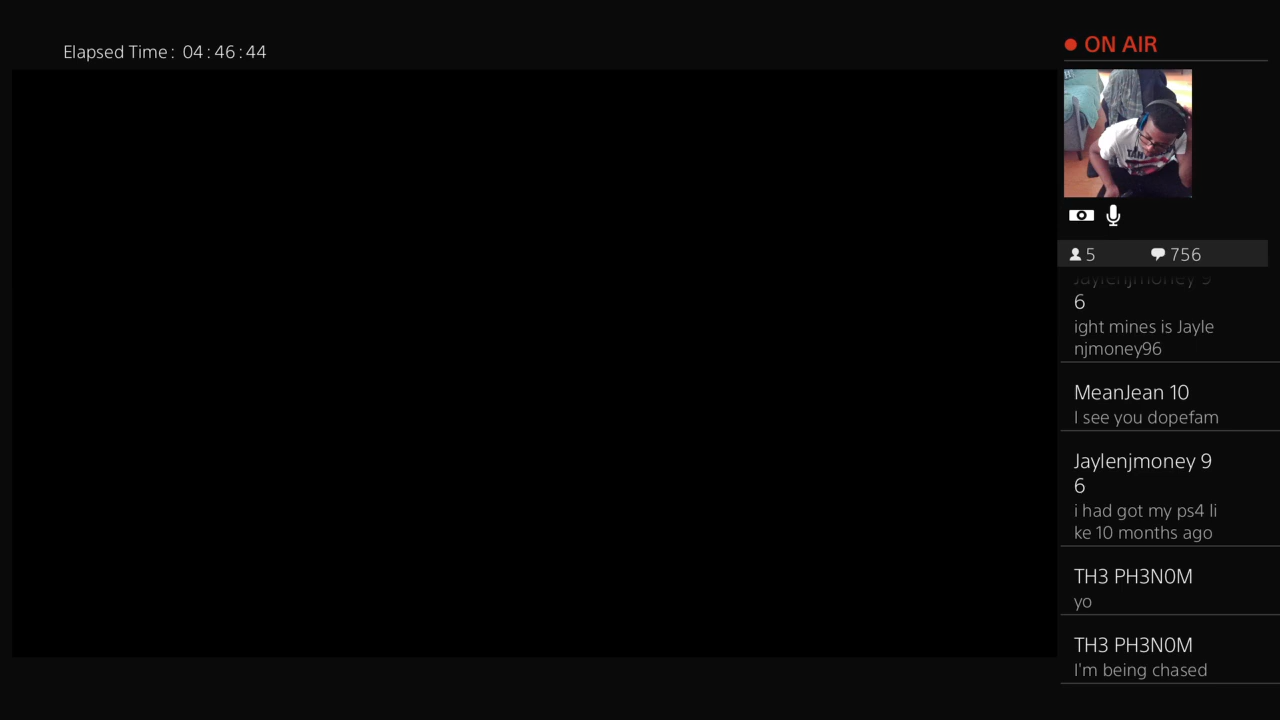 Elapsed Time: 04:46:44
ON AIR
5 756
Jaylenjmoney 9
6
ight mines is Jayle
njmoney96
MeanJean 10
I see you dopefam
Jaylenjmoney 9
6
i had got my ps4 li
ke 10 months ago
TH3 PH3N0M
yo
TH3 PH3N0M
I'm being chased